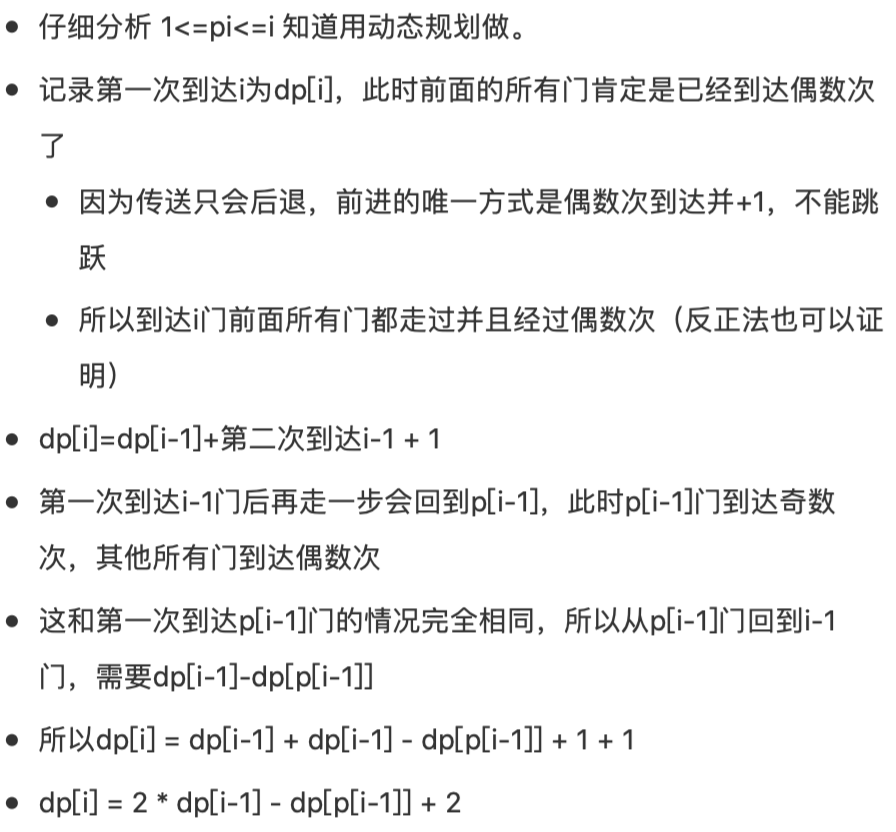 仔细分析 1<=pi<=i 知道用动态规划做。
记录第一次到达i为dp[i]，此时前面的所有门肯定是已经到达偶数次
了
因为传送只会后退，前进的唯一方式是偶数次到达并+1，不能跳
跃
所以到达i门前面所有门都走过并且经过偶数次（反正法也可以证
明）
dp[i]=dp[i-1]+第二次到达i-1 + 1
第一次到达i-1门后再走一步会回到p[i-1]，此时p[i-1]门到达奇数
次，其他所有门到达偶数次
这和第一次到达p[i-1]门的情况完全相同，所以从p[i-1]门回到i-1
门，需要dp[i-1]-dp[p[i-1]]
所以dp[i] = dp[i-1] + dp[i-1] - dp[p[i-1]] + 1 + 1
dp[i] = 2 * dp[i-1] - dp[p[i-1]] + 2